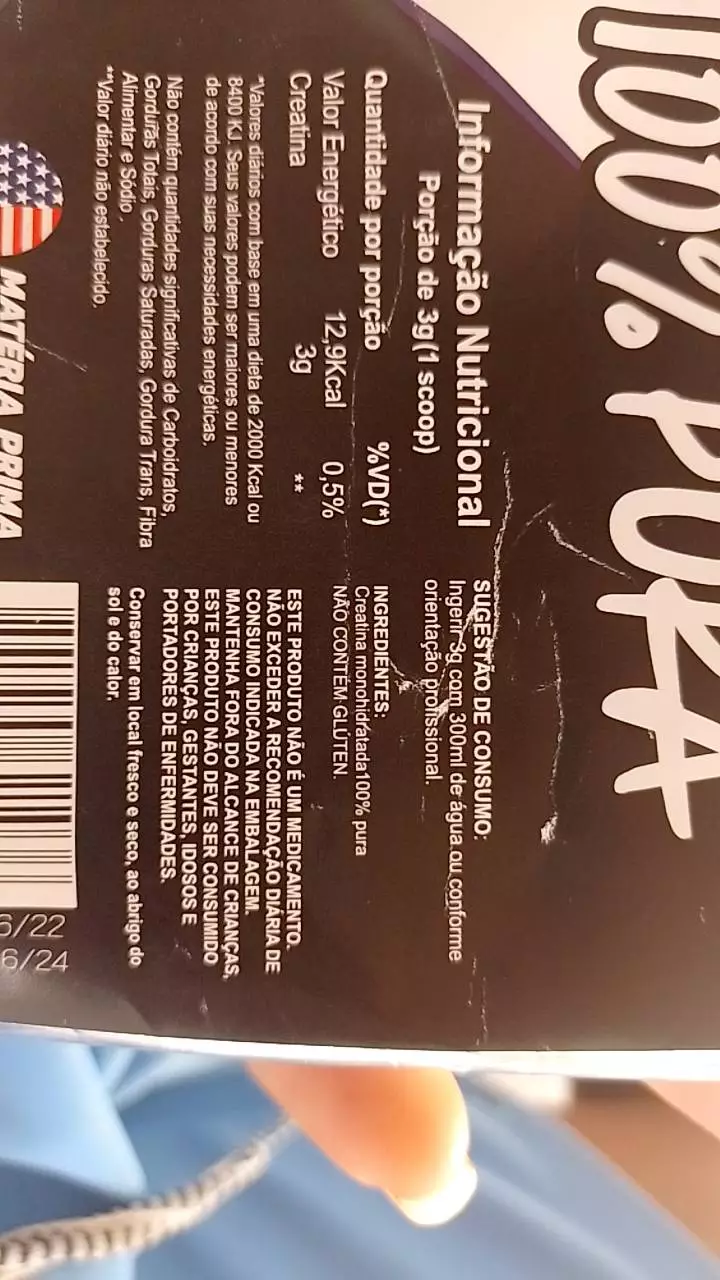 100% PURA
Informação Nutricional
Porção de 3g(1 scoop)
Quantidade por porção %VD(*)
Valor Energético 12,9Kcal 0,5%
Creatina 3g **
*Valores diários com base em uma dieta de 2000 Kcal ou
8400 KJ. Seus valores podem ser maiores ou menores
de acordo com suas necessidades energéticas.
Não contém quantidades significativas de Carboidratos,
Gorduras Totais, Gorduras Saturadas, Gordura Trans, Fibra
Alimentar e Sódio.
**Valor diário não estabelecido.
MATÉRIA PRIMA
SUGESTÃO DE CONSUMO:
Ingerir 3g com 300ml de água ou conforme
orientação profissional.
INGREDIENTES:
Creatina monohidratada100% pura
NÃO CONTÉM GLÚTEN.
ESTE PRODUTO NÃO É UM MEDICAMENTO.
NÃO EXCEDER A RECOMENDAÇÃO DIÁRIA DE
CONSUMO INDICADA NA EMBALAGEM.
MANTENHA FORA DO ALCANCE DE CRIANÇAS,
ESTE PRODUTO NÃO DEVE SER CONSUMIDO
POR CRIANÇAS, GESTANTES, IDOSOS E
PORTADORES DE ENFERMIDADES.
Conservar em local fresco e seco, ao abrigo do
sol e do calor.
6/22
6/24